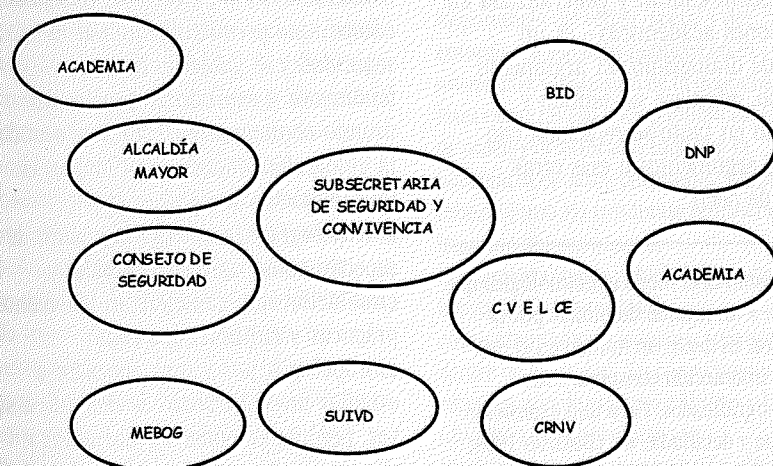 ACADEMIA
BID
ALCALDÍA
MAYOR
DNP
SUBSECRETARIA
DE SEGURIDAD Y
CONVIVENCIA
CONSEJO DE
SEGURIDAD
ACADEMIA
C V E L Œ
MEBOG
SUIVD
CRNV